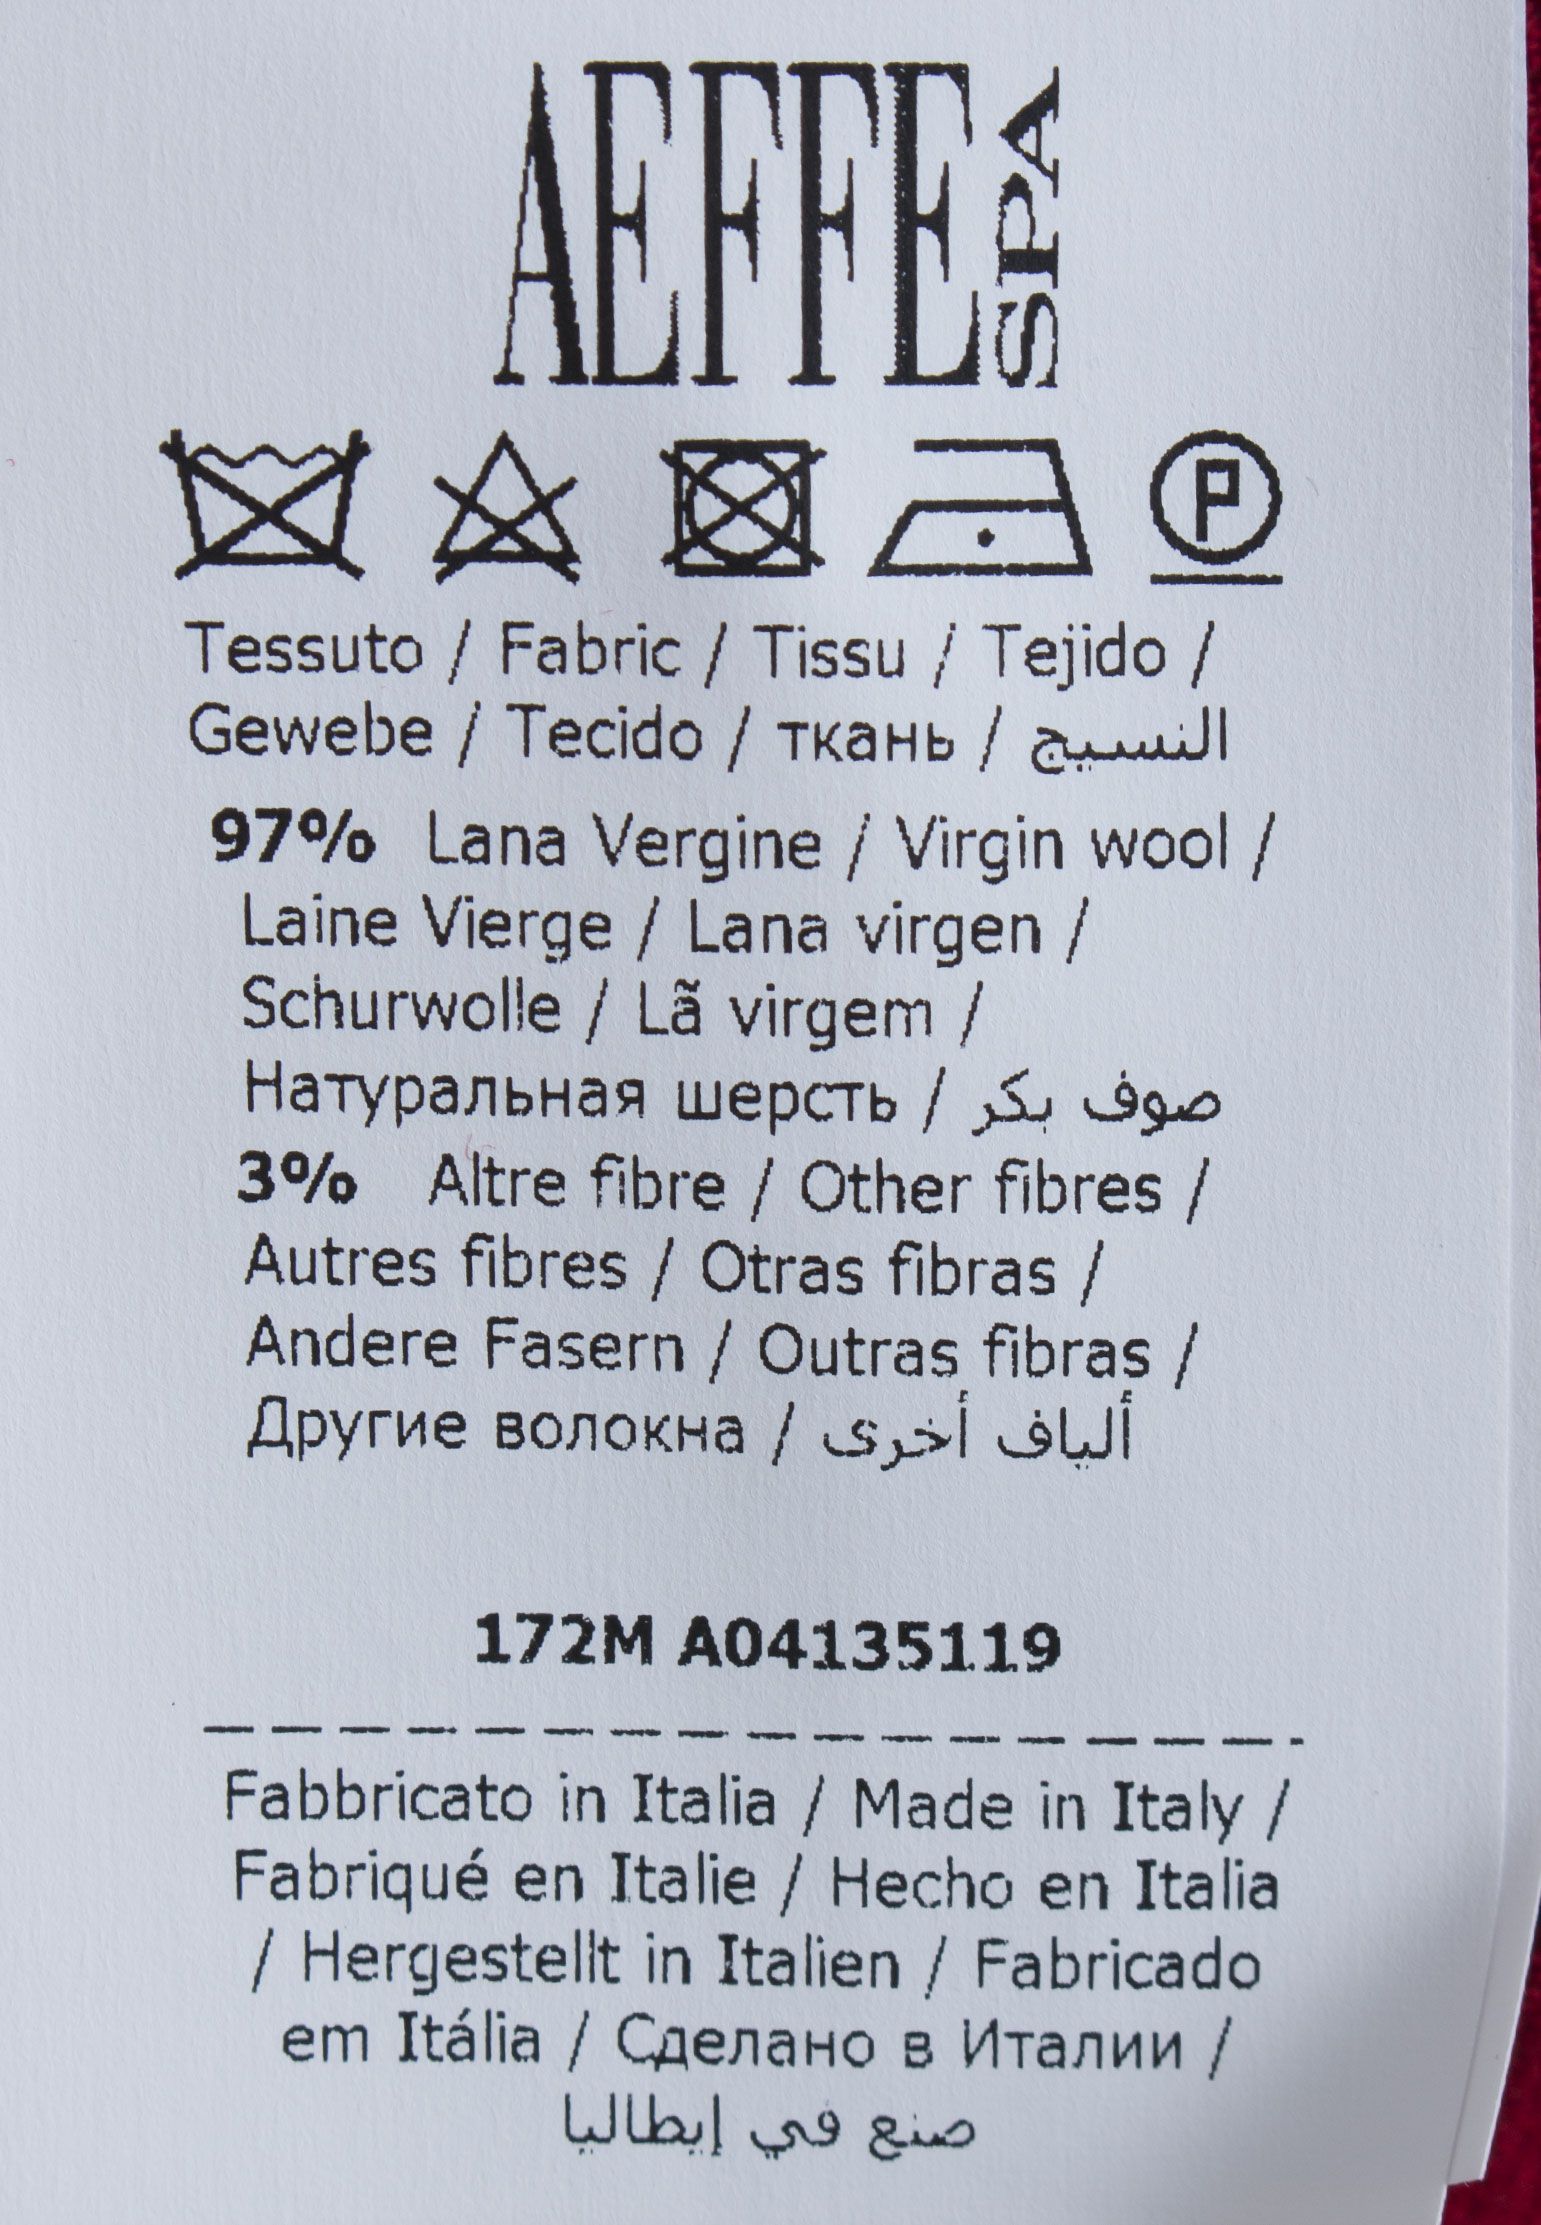 AEFFE SPA
P
Tessuto / Fabric / Tissu / Tejido /
Gewebe / Tecido / ткань / النسيج
97% Lana Vergine / Virgin wool /
Laine Vierge / Lana virgen /
Schurwolle / Lã virgem /
Натуральная шерсть / صوف بكر
3% Altre fibre / Other fibres /
Autres fibres / Otras fibras /
Andere Fasern / Outras fibras /
Другие волокна / ألياف أخرى
172M A04135119
Fabbricato in Italia / Made in Italy /
Fabriqué en Italie / Hecho en Italia
/ Hergestellt in Italien / Fabricado
em Itália / Сделано в Италии /
صنع في إيطاليا